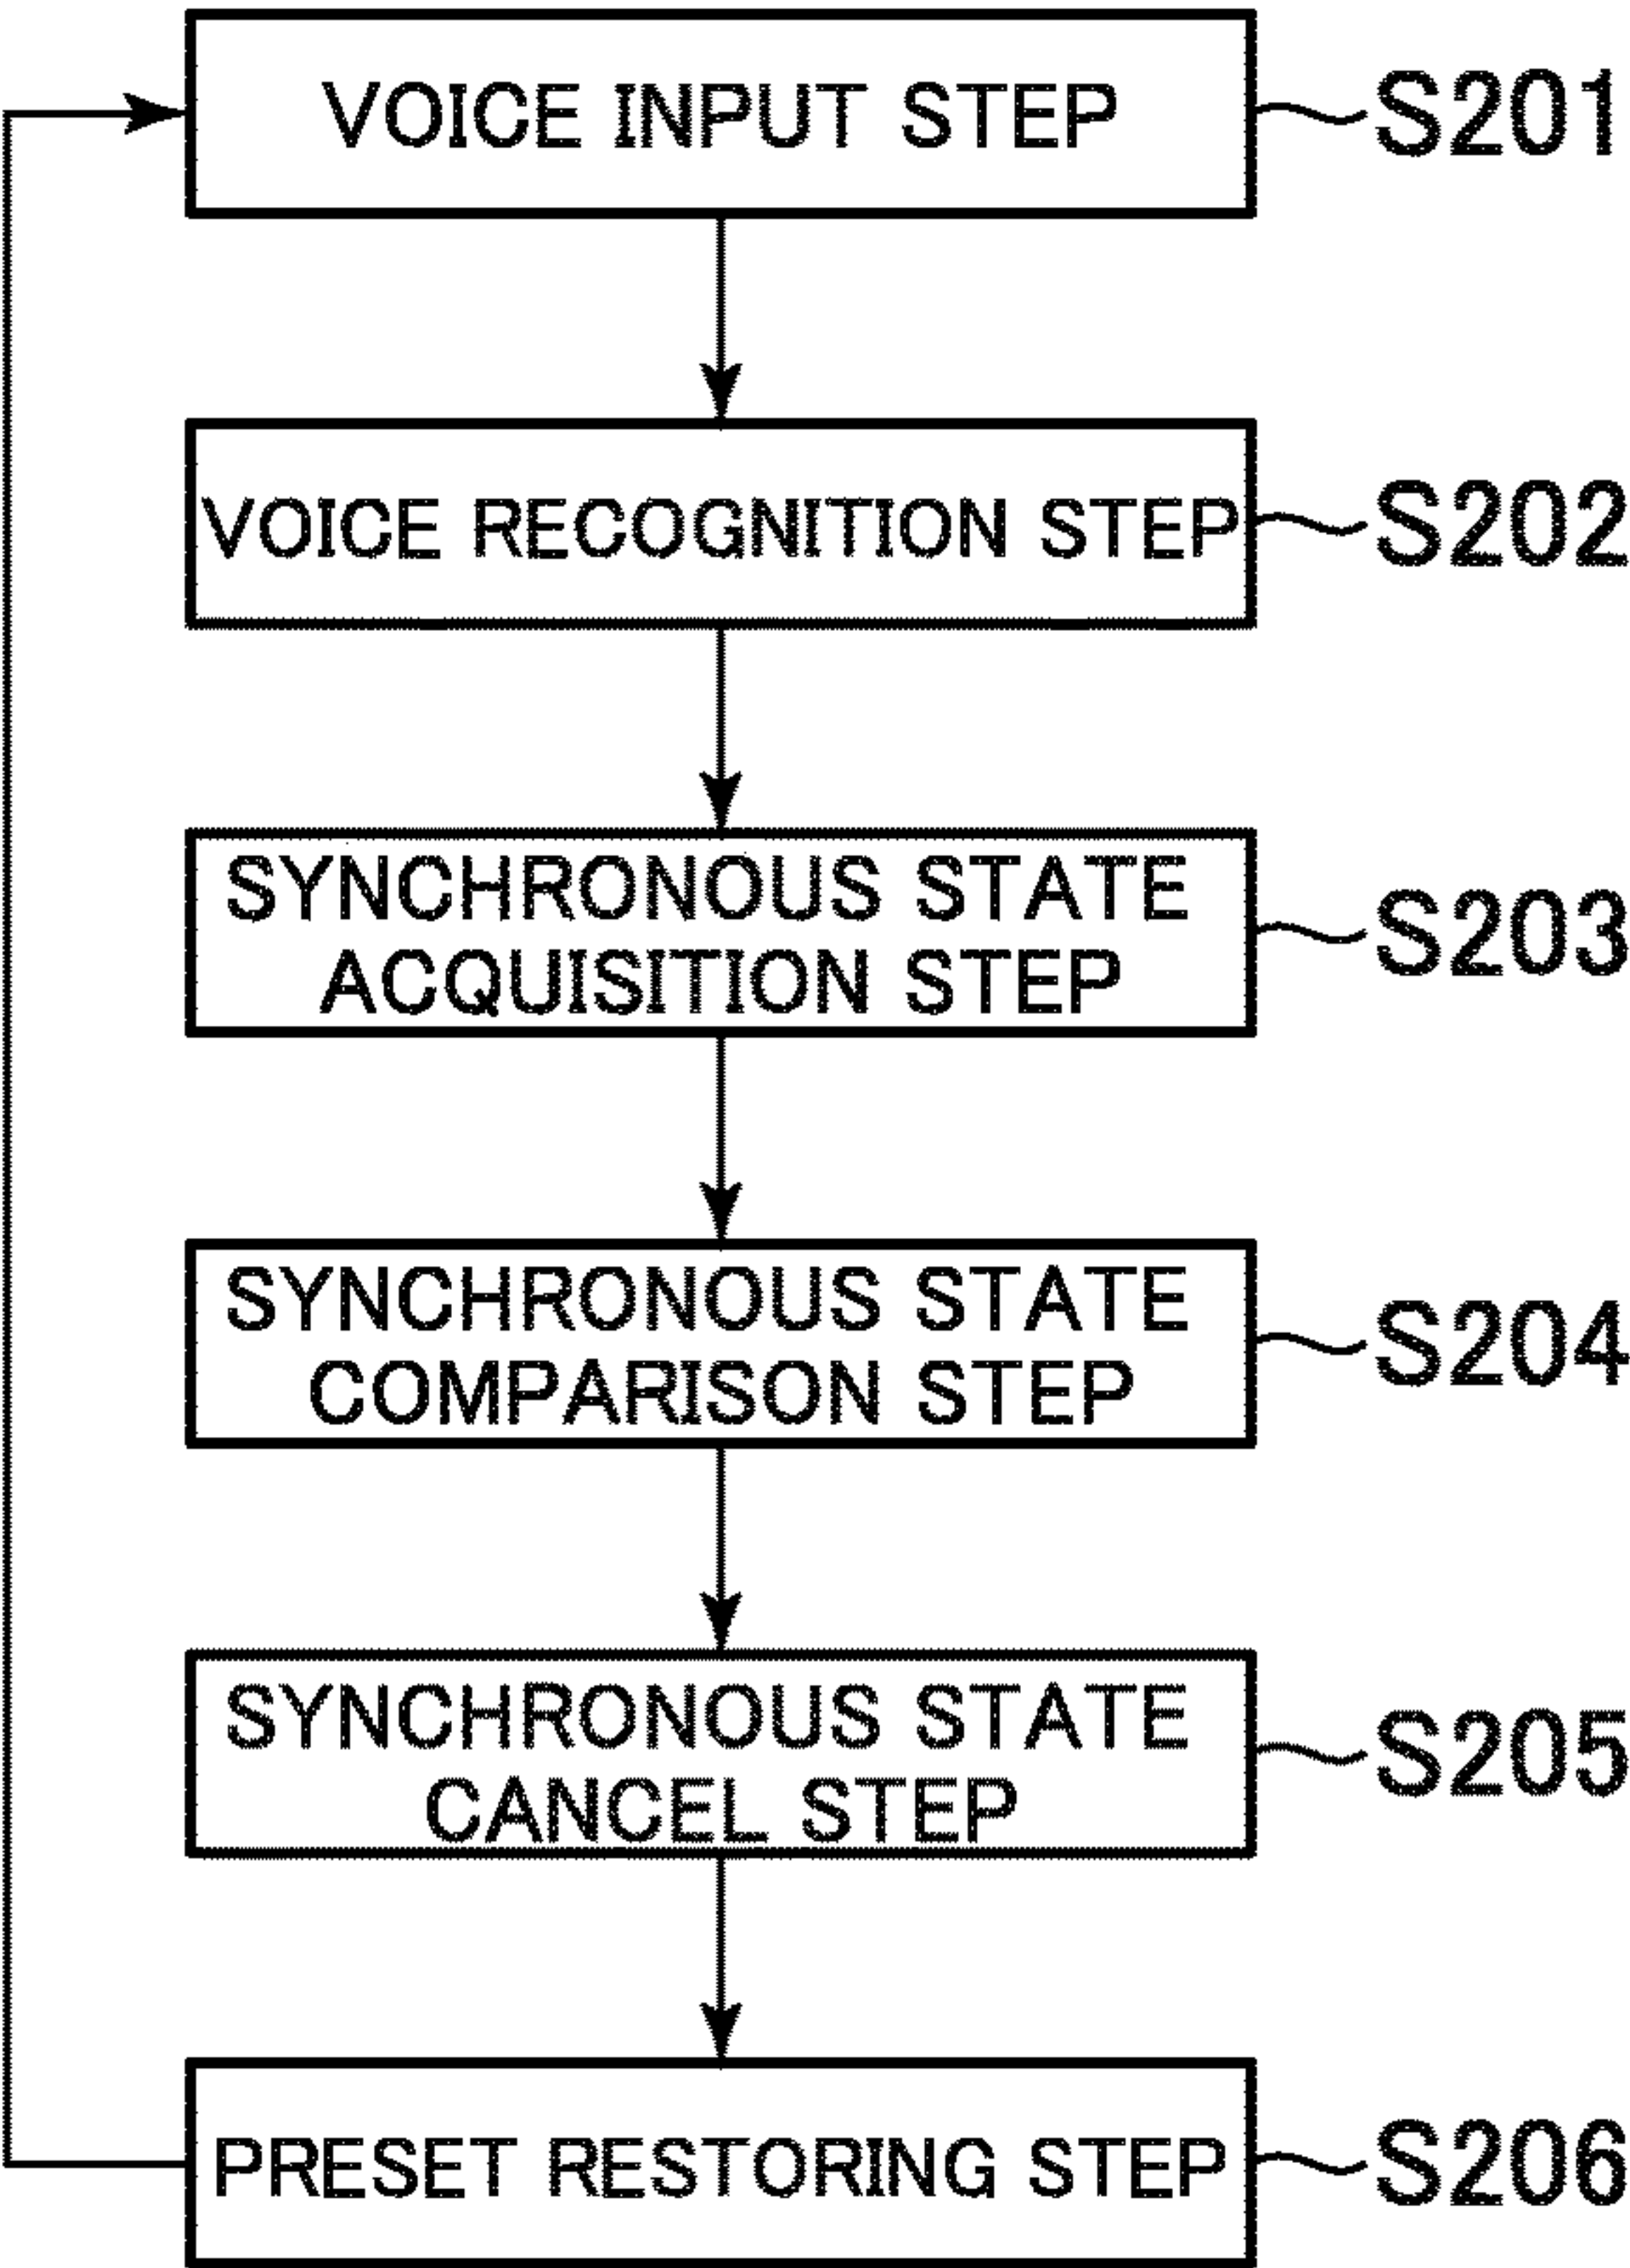 VOICE INPUT STEP
S201
VOICE RECOGNITION STEP
S202
SYNCHRONOUS STATE
ACQUISITION STEP
S203
SYNCHRONOUS STATE
COMPARISON STEP
S204
SYNCHRONOUS STATE
CANCEL STEP
S205
PRESET RESTORING STEP
S206